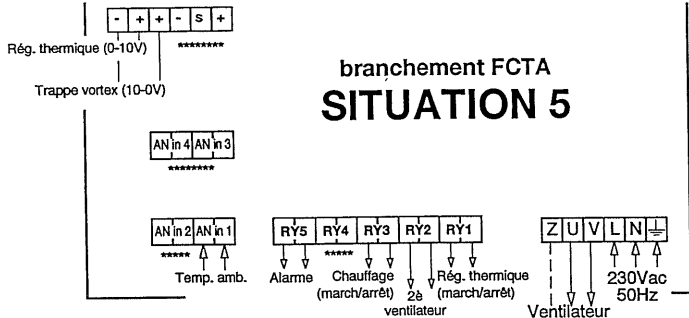 - + + - S +
Rég. thermique (0-10V) ********
Trappe vortex (10-0V)
branchement FCTA
SITUATION 5
AN in 4 AN in 3
********
AN in 2 AN in 1
*****
Temp. amb.
RY5 RY4 RY3 RY2 RY1
*****
Alarme
Chauffage
(march/arrêt)
2è
ventilateur
Rég. thermique
(march/arrêt)
Z U V L N
230Vac
50Hz
Ventilateur